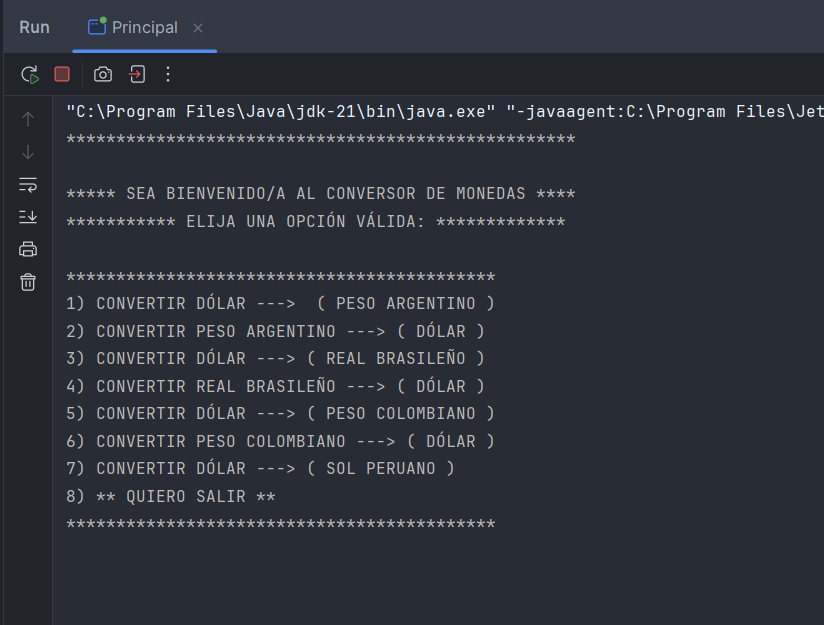 Run Principal
"C:\Program Files\Java\jdk-21\bin\java.exe" "-javaagent:C:\Program Files\Jet
***************************************************
***** SEA BIENVENIDO/A AL CONVERSOR DE MONEDAS ****
*********** ELIJA UNA OPCIÓN VÁLIDA: *************
*******************************************
1) CONVERTIR DÓLAR --->  ( PESO ARGENTINO )
2) CONVERTIR PESO ARGENTINO ---> ( DÓLAR )
3) CONVERTIR DÓLAR ---> ( REAL BRASILEÑO )
4) CONVERTIR REAL BRASILEÑO ---> ( DÓLAR )
5) CONVERTIR DÓLAR ---> ( PESO COLOMBIANO )
6) CONVERTIR PESO COLOMBIANO ---> ( DÓLAR )
7) CONVERTIR DÓLAR ---> ( SOL PERUANO )
8) ** QUIERO SALIR **
*******************************************